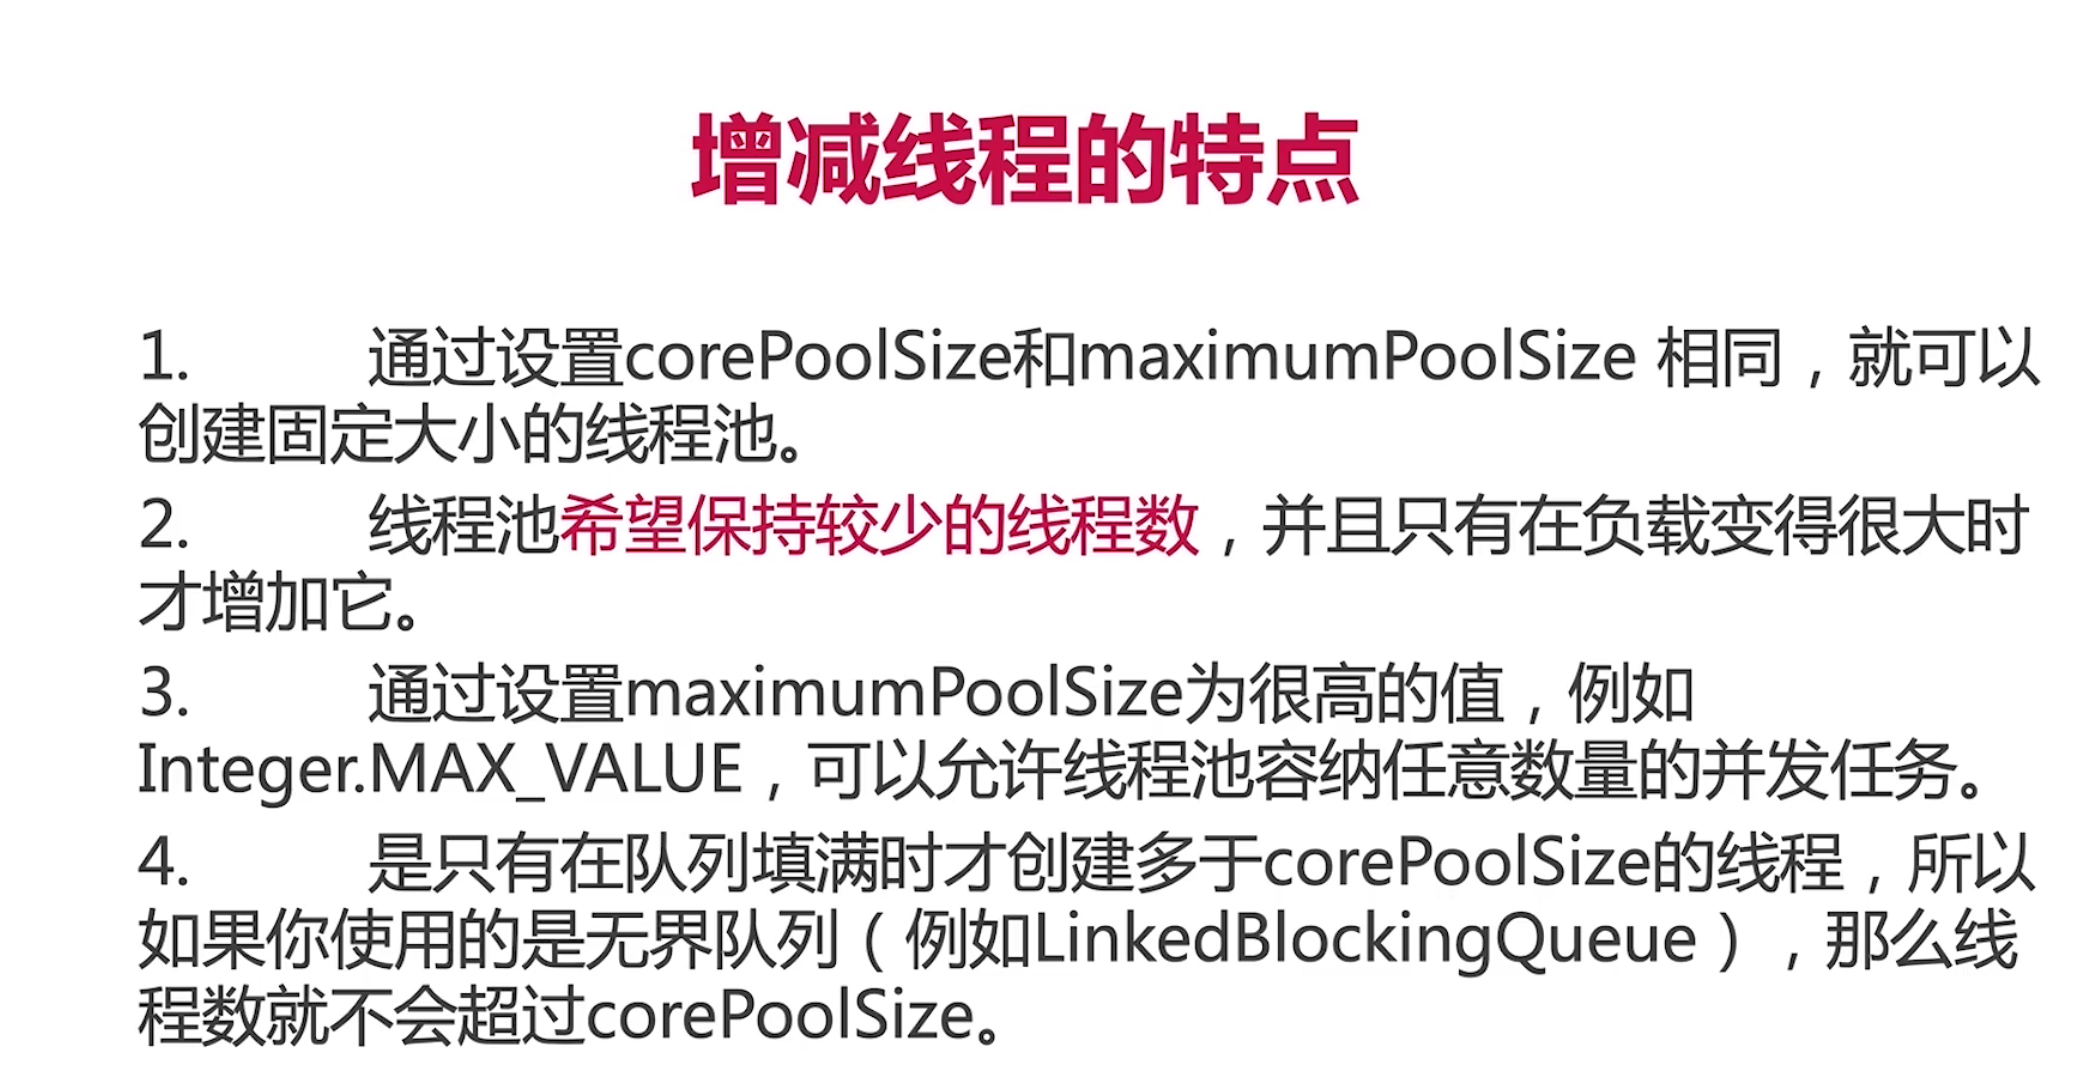 增减线程的特点
1. 通过设置corePoolSize和maximumPoolSize 相同，就可以
创建固定大小的线程池。
2. 线程池希望保持较少的线程数，并且只有在负载变得很大时
才增加它。
3. 通过设置maximumPoolSize为很高的值，例如
Integer.MAX_VALUE，可以允许线程池容纳任意数量的并发任务。
4. 是只有在队列填满时才创建多于corePoolSize的线程，所以
如果你使用的是无界队列（例如LinkedBlockingQueue），那么线
程数就不会超过corePoolSize。